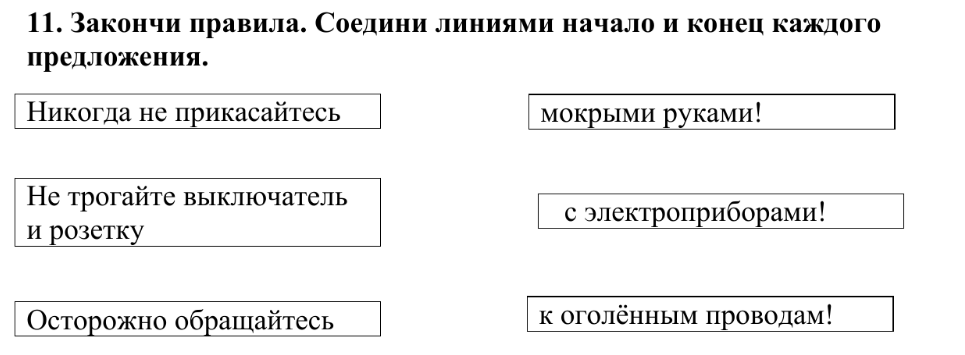 11. Закончи правила. Соедини линиями начало и конец каждого
предложения.
Никогда не прикасайтесь
мокрыми руками!
Не трогайте выключатель
и розетку
с электроприборами!
Осторожно обращайтесь
к оголённым проводам!